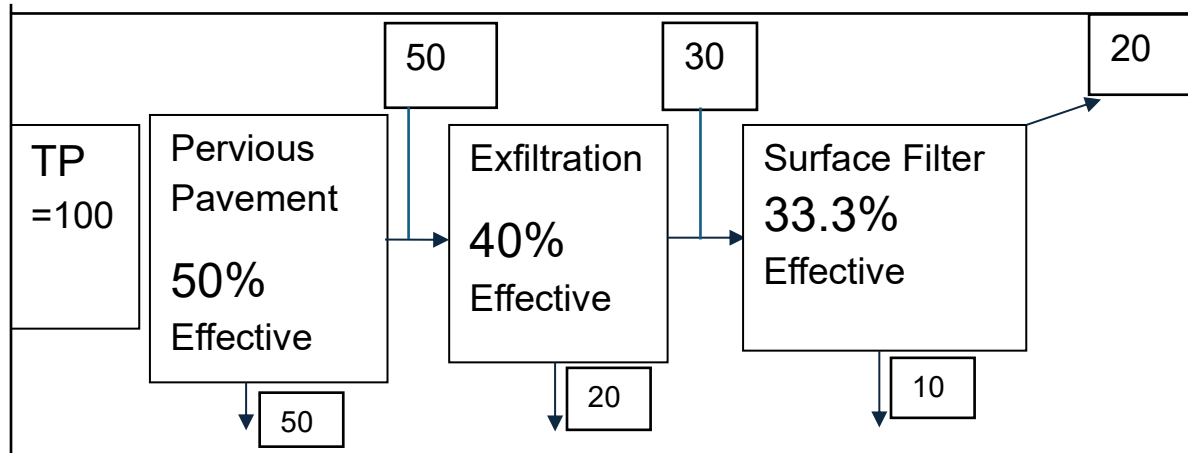 50
30
20
TP
=100
Pervious
Pavement
50%
Effective
Exfiltration
40%
Effective
Surface Filter
33.3%
Effective
50
20
10